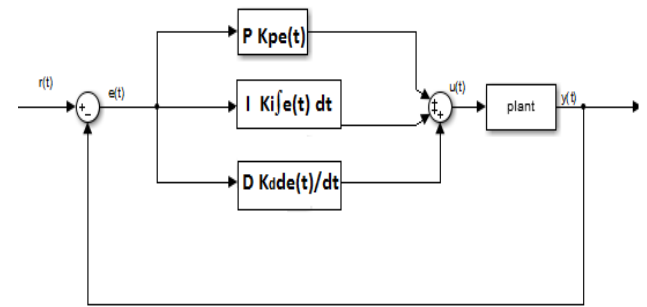 P Kpe(t)
r(t)
e(t)
I Ki∫e(t) dt
u(t)
plant
y(t)
D Kdde(t)/dt
+
−
+
+
+